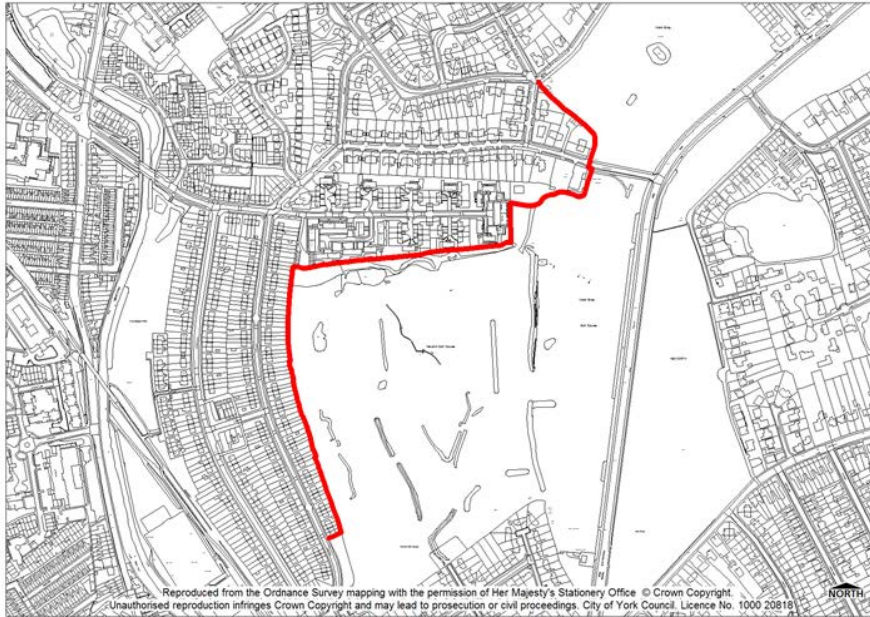 Reproduced from the Ordnance Survey mapping with the permission of Her Majesty's Stationery Office © Crown Copyright.
Unauthorised reproduction infringes Crown Copyright and may lead to prosecution or civil proceedings. City of York Council. Licence No. 1000 20818
NORTH